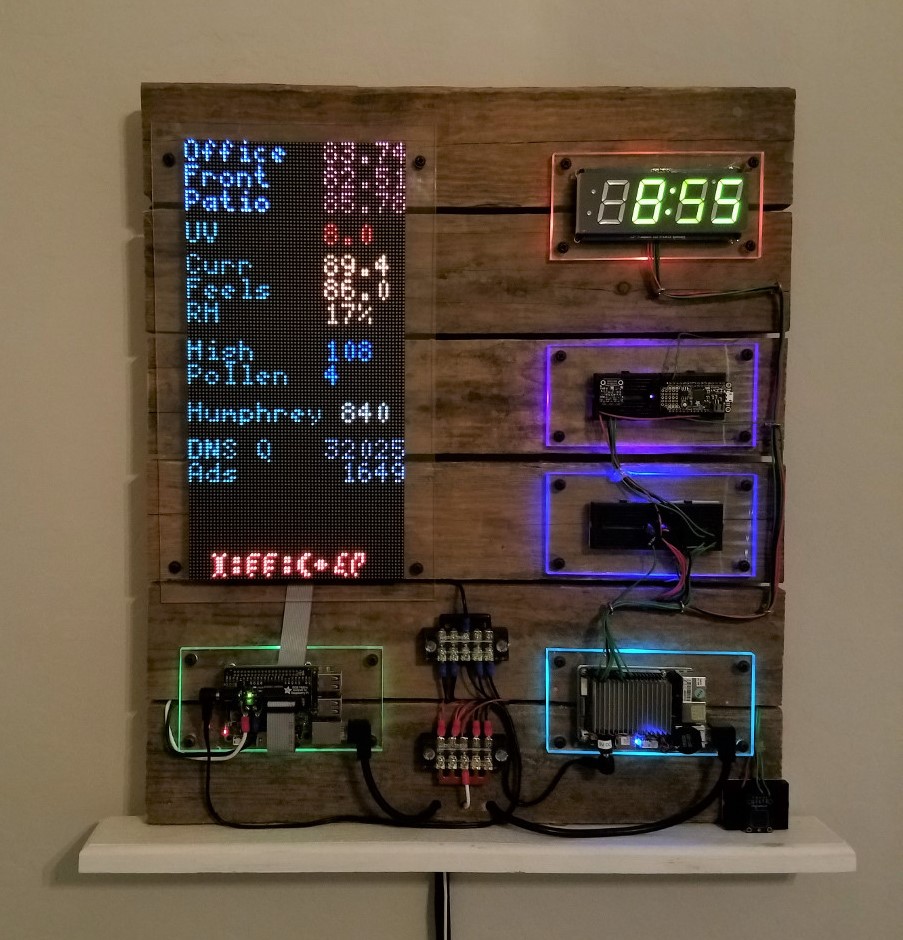 Office 83.74
Front 82.51
Patio 85.78
8:55
UV 8.0
Curr 89.4
Feels 86.0
RH 17%
High 108
Pollen 4
Humphrey 840
DNS Q 32025
Ads 1649